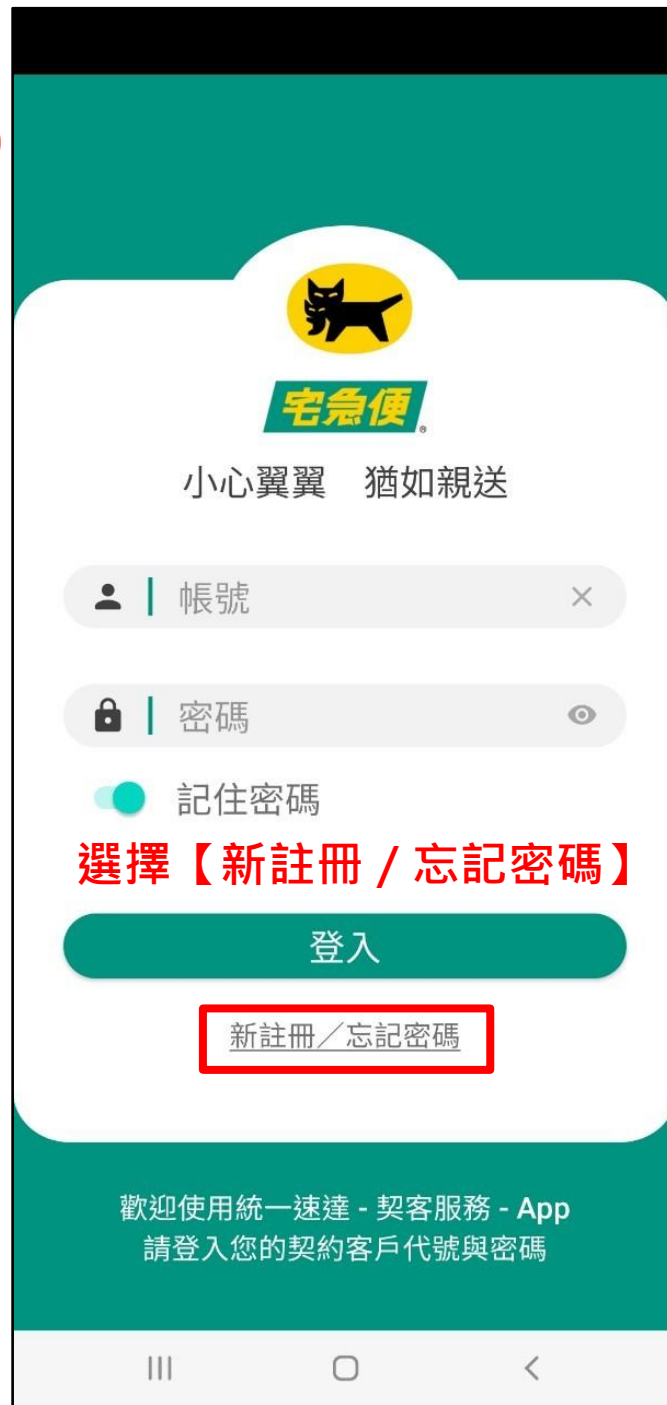 宅急便
小心翼翼 猶如親送
帳號
密碼
記住密碼
選擇【新註冊/忘記密碼】
登入
新註冊/忘記密碼
歡迎使用統一速達 - 契客服務 - App
請登入您的契約客戶代號與密碼